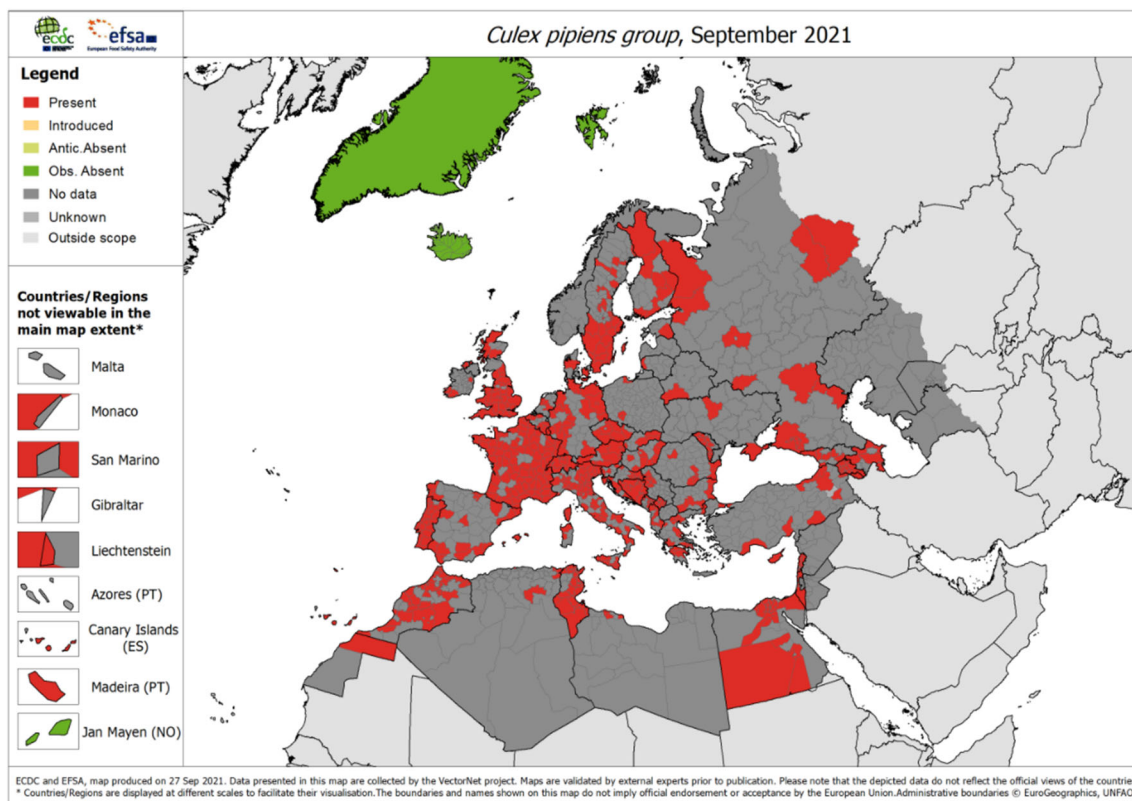 ecdc
efsa
European Food Safety Authority
Culex pipiens group, September 2021
Legend
Present
Introduced
Antic.Absent
Obs. Absent
No data
Unknown
Outside scope
Countries/Regions
not viewable in the
main map extent*
Malta
Monaco
San Marino
Gibraltar
Liechtenstein
Azores (PT)
Canary Islands
(ES)
Madeira (PT)
Jan Mayen (NO)
ECDC and EFSA, map produced on 27 Sep 2021. Data presented in this map are collected by the VectorNet project. Maps are validated by external experts prior to publication. Please note that the depicted data do not reflect the official views of the countrie
* Countries/Regions are displayed at different scales to facilitate their visualisation.The boundaries and names shown on this map do not imply official endorsement or acceptance by the European Union.Administrative boundaries © EuroGeographics, UNFAO